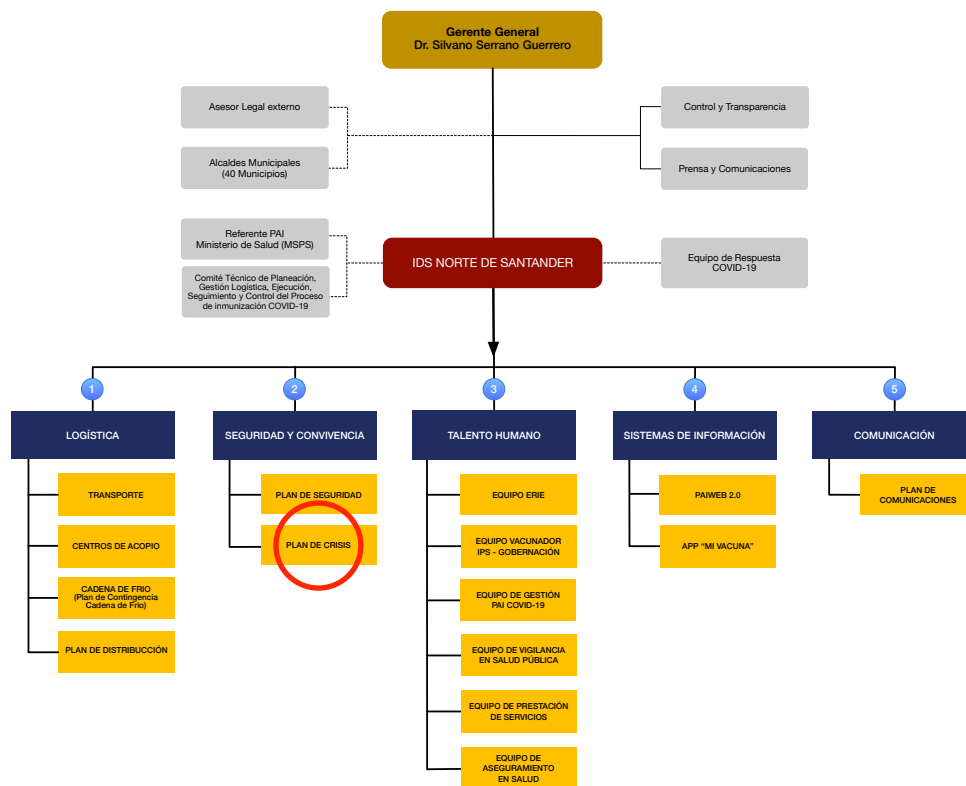 Gerente General
Dr. Silvano Serrano Guerrero
Asesor Legal externo
Control y Transparencia
Alcaldes Municipales
(40 Municipios)
Prensa y Comunicaciones
Referente PAI
Ministerio de Salud (MSPS)
IDS NORTE DE SANTANDER
Equipo de Respuesta
COVID-19
Comité Técnico de Planeación,
Gestión Logística, Ejecución,
Seguimiento y Control del Proceso
de inmunización COVID-19
1
2
3
4
5
LOGÍSTICA
SEGURIDAD Y CONVIVENCIA
TALENTO HUMANO
SISTEMAS DE INFORMACIÓN
COMUNICACIÓN
TRANSPORTE
CENTROS DE ACOPIO
CADENA DE FRIO
(Plan de Contingencia
Cadena de Frío)
PLAN DE DISTRIBUCCIÓN
PLAN DE SEGURIDAD
PLAN DE CRISIS
EQUIPO ERIE
EQUIPO VACUNADOR
IPS - GOBERNACIÓN
EQUIPO DE GESTIÓN
PAI COVID-19
EQUIPO DE VIGILANCIA
EN SALUD PÚBLICA
EQUIPO DE PRESTACIÓN
DE SERVICIOS
EQUIPO DE
ASEGURAMIENTO
EN SALUD
PAIWEB 2.0
APP “MI VACUNA”
PLAN DE
COMUNICACIONES